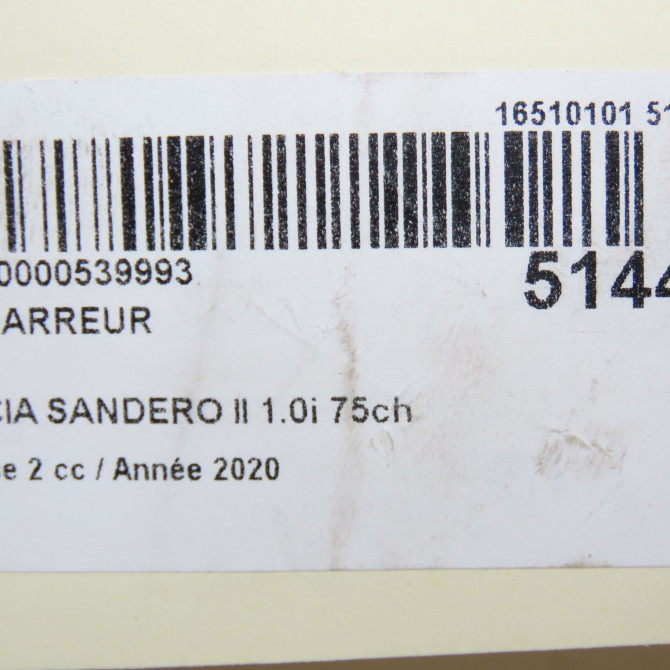 16510101 51
0000539993
5144
ARREUR
CIA SANDERO II 1.0i 75ch
e 2 cc / Année 2020